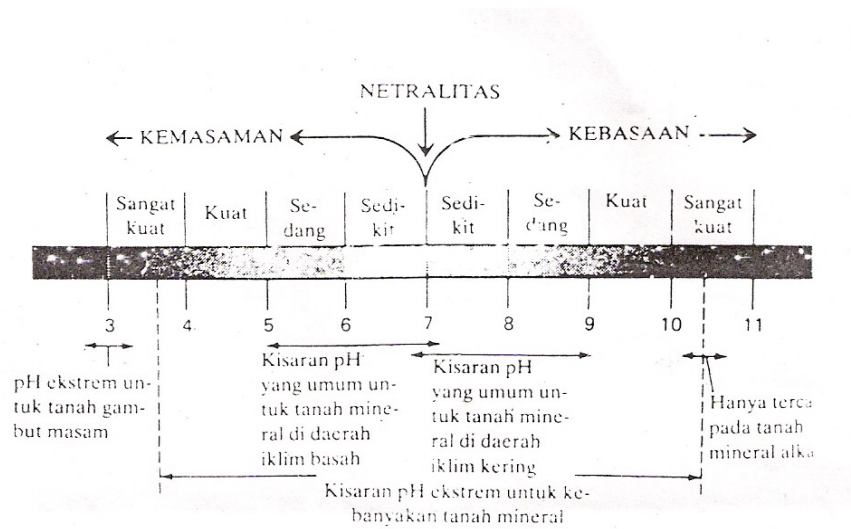 NETRALITAS
KEMASAMAN
KEBASAAN
Sangat
kuat
Kuat
Se-
dang
Sedi-
kit
Sedi-
kit
Se-
dang
Kuat
Sangat
kuat
3 4 5 6 7 8 9 10 11
pH ekstrem un-
tuk tanah gam-
but masam
Kisaran pH
yang umum un-
tuk tanah mine-
ral di daerah
iklim basah
Kisaran pH
yang umum un-
tuk tanah mine-
ral di daerah
iklim kering
Hanya terca
pada tanah
mineral alka
Kisaran pH ekstrem untuk ke-
banyakan tanah mineral